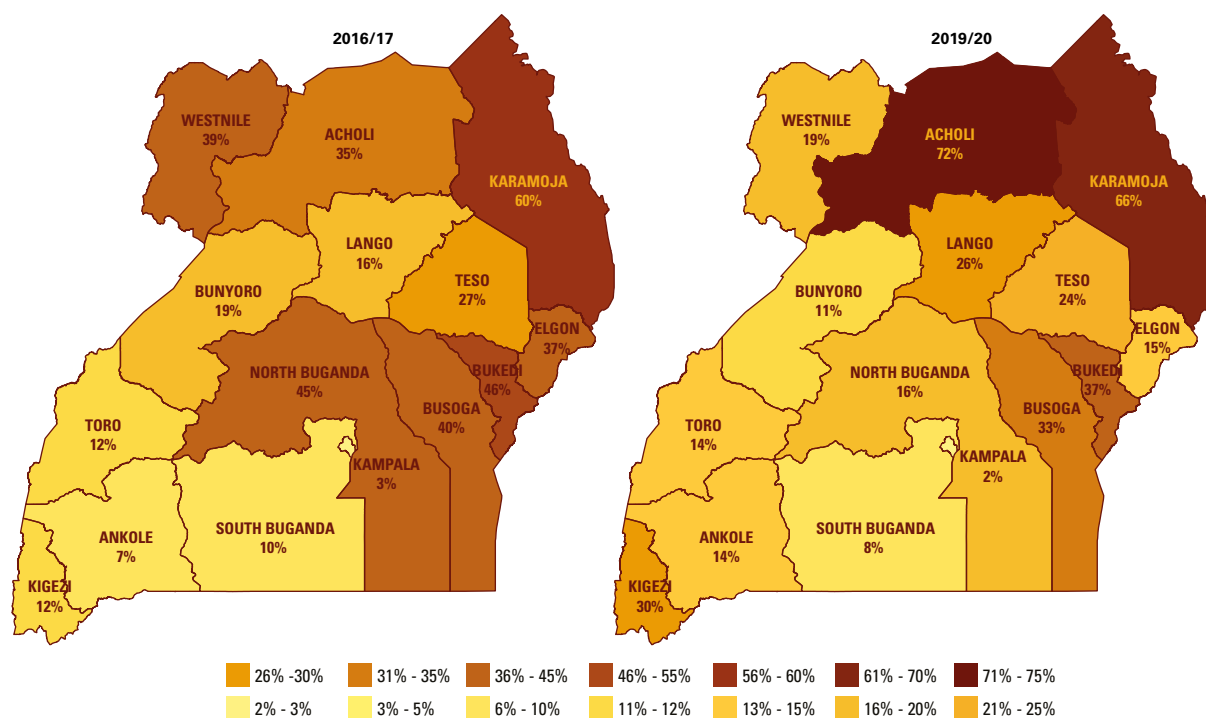 2016/17
WESTNILE
39%
ACHOLI
35%
KARAMOJA
60%
LANGO
16%
TESO
27%
BUNYORO
19%
ELGON
37%
BUKEDI
46%
NORTH BUGANDA
45%
BUSOGA
40%
TORO
12%
KAMPALA
3%
ANKOLE
7%
SOUTH BUGANDA
10%
KIGEZI
12%
2019/20
WESTNILE
19%
ACHOLI
72%
KARAMOJA
66%
LANGO
26%
TESO
24%
BUNYORO
11%
ELGON
15%
BUKEDI
37%
NORTH BUGANDA
16%
BUSOGA
33%
TORO
14%
KAMPALA
2%
ANKOLE
14%
SOUTH BUGANDA
8%
KIGEZI
30%
26% -30% 31% - 35% 36% - 45% 46% - 55% 56% - 60% 61% - 70% 71% - 75%
2% - 3% 3% - 5% 6% - 10% 11% - 12% 13% - 15% 16% - 20% 21% - 25%